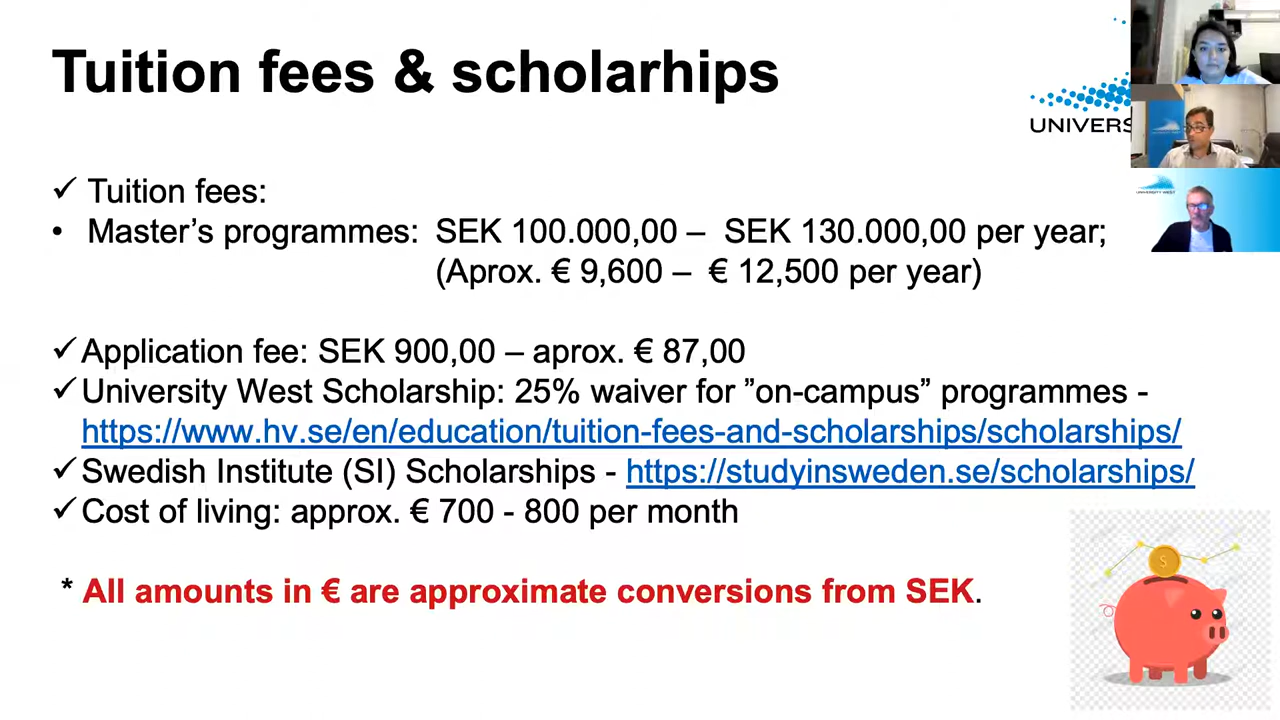 Tuition fees & scholarhips
UNIVERS
UNIVERSITY WEST
✓ Tuition fees:
• Master’s programmes: SEK 100.000,00 – SEK 130.000,00 per year;
(Aprox. € 9,600 – € 12,500 per year)
✓ Application fee: SEK 900,00 – aprox. € 87,00
✓ University West Scholarship: 25% waiver for ”on-campus” programmes -
https://www.hv.se/en/education/tuition-fees-and-scholarships/scholarships/
✓ Swedish Institute (SI) Scholarships - https://studyinsweden.se/scholarships/
✓ Cost of living: approx. € 700 - 800 per month
* All amounts in € are approximate conversions from SEK.
$